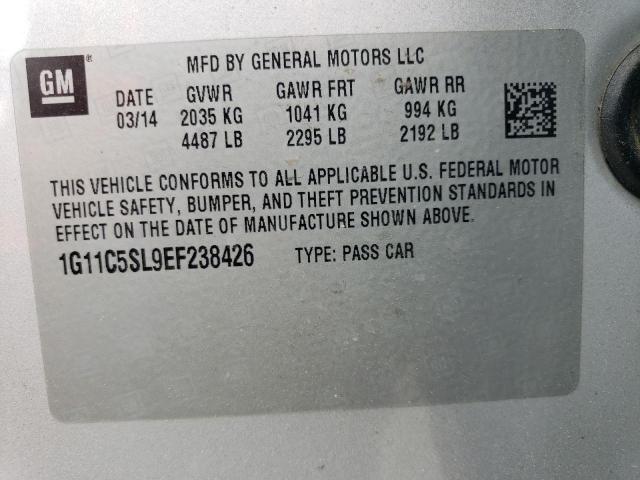 GM ®
MFD BY GENERAL MOTORS LLC
DATE GVWR GAWR FRT GAWR RR
03/14 2035 KG 1041 KG 994 KG
4487 LB 2295 LB 2192 LB
THIS VEHICLE CONFORMS TO ALL APPLICABLE U.S. FEDERAL MOTOR
VEHICLE SAFETY, BUMPER, AND THEFT PREVENTION STANDARDS IN
EFFECT ON THE DATE OF MANUFACTURE SHOWN ABOVE.
1G11C5SL9EF238426 TYPE: PASS CAR